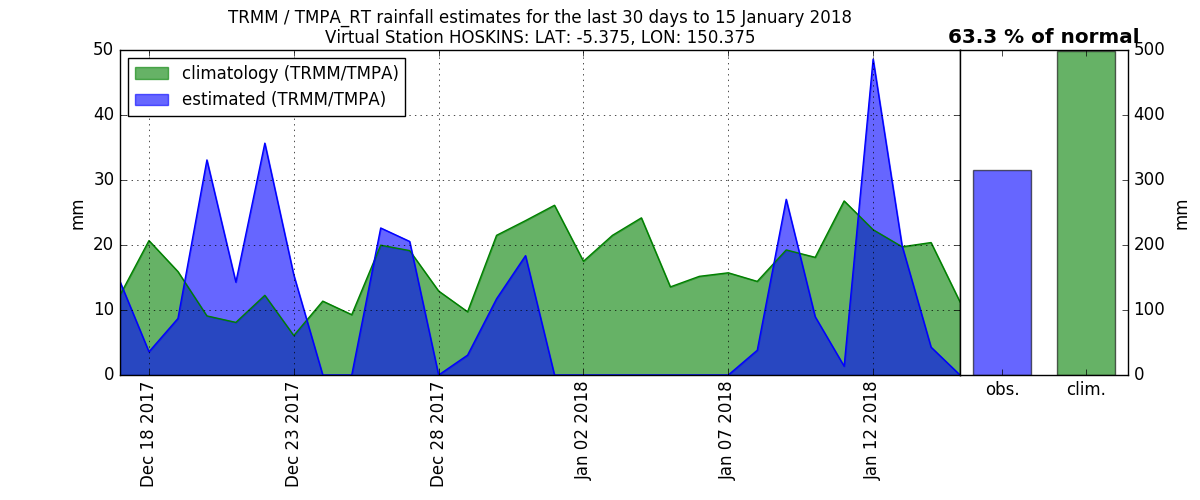 TRMM / TMPA_RT rainfall estimates for the last 30 days to 15 January 2018
Virtual Station HOSKINS: LAT: -5.375, LON: 150.375
63.3 % of normal
climatology (TRMM/TMPA)
estimated (TRMM/TMPA)
50
40
30
20
10
0
mm
Dec 18 2017
Dec 23 2017
Dec 28 2017
Jan 02 2018
Jan 07 2018
Jan 12 2018
500
400
300
200
100
0
mm
obs.
clim.